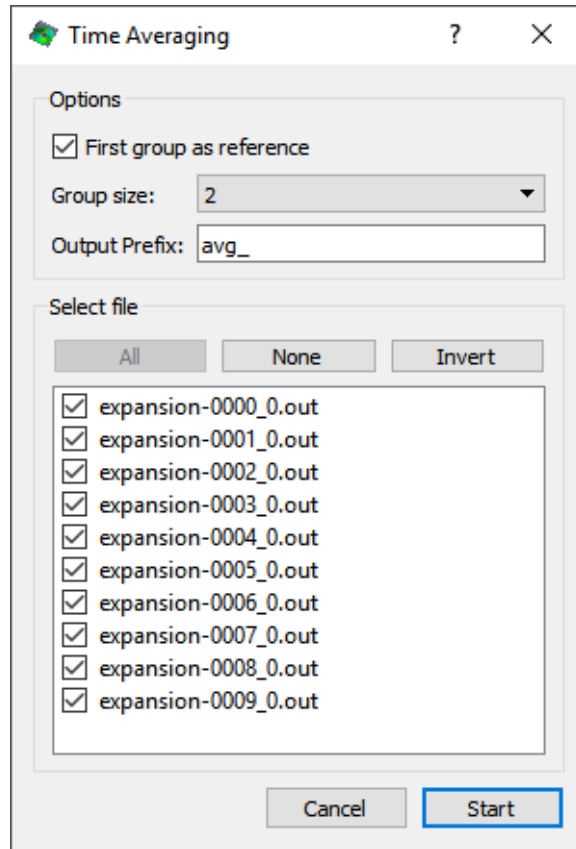 Time Averaging ?
Options
First group as reference
Group size: 2
Output Prefix: avg_
Select file
All None Invert
expansion-0000_0.out
expansion-0001_0.out
expansion-0002_0.out
expansion-0003_0.out
expansion-0004_0.out
expansion-0005_0.out
expansion-0006_0.out
expansion-0007_0.out
expansion-0008_0.out
expansion-0009_0.out
Cancel Start